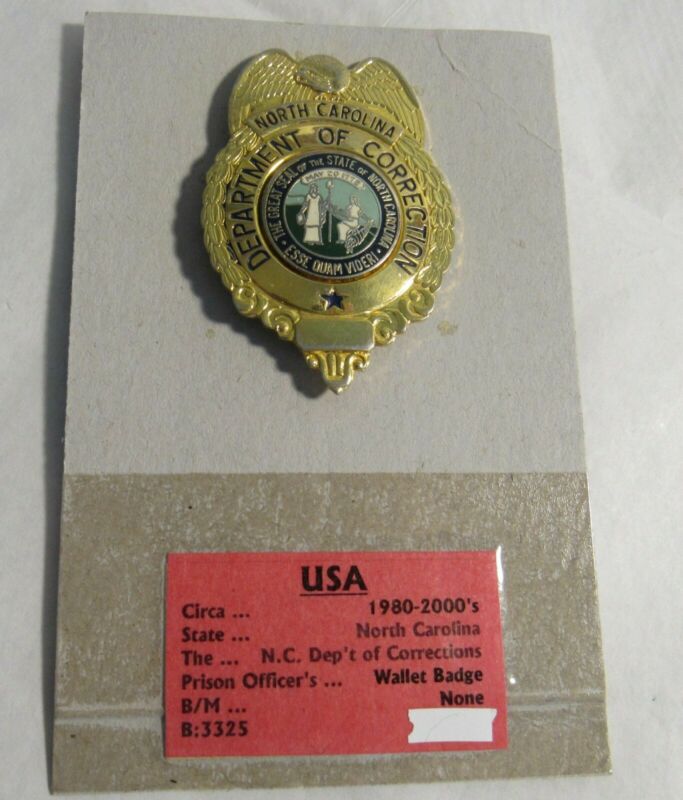 NORTH CAROLINA
DEPARTMENT OF CORRECTION
THE GREAT SEAL OF THE STATE OF NORTH CAROLINA
MAY 20 1775
ESSE QUAM VIDERI
USA
Circa ... 1980-2000's
State ... North Carolina
The ... N.C. Dep't of Corrections
Prison Officer's ... Wallet Badge
B/M ... None
B:3325